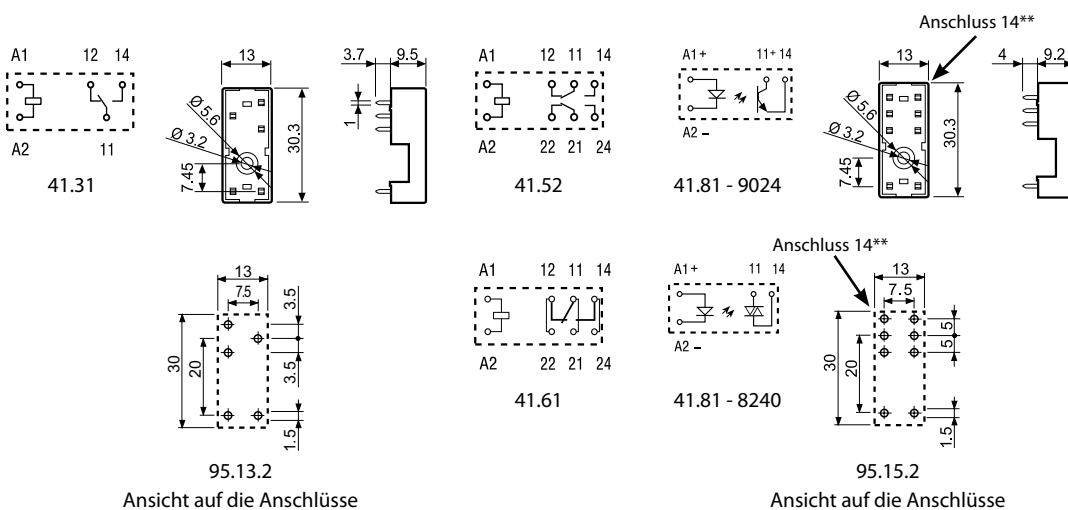 Anschluss 14**
A1 12 14
13
3.7 9.5
A1 12 11 14
A1 + 11+ 14
13
4 9.2
Ø 5.6
Ø 3.2
7.45
30.3
1
Ø 5.6
Ø 3.2
7.45
30.3
A2 11
A2 22 21 24
A2 –
41.31
41.52
41.81 - 9024
Anschluss 14**
13
7.5
3.5
30
20
3.5
1.5
A1 12 11 14
A1 + 11 14
13
7.5
5
30
20
5
1.5
A2 22 21 24
A2 –
41.61
41.81 - 8240
95.13.2
Ansicht auf die Anschlüsse
95.15.2
Ansicht auf die Anschlüsse